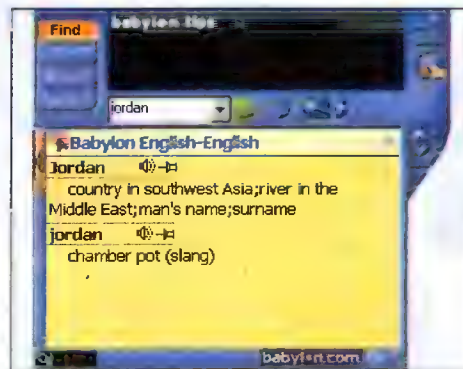 babylon tips
Find
jordan
Babylon English-English
Jordan
country in southwest Asia;river in the
Middle East;man's name;surname
jordan
chamber pot (slang)
babylon.com